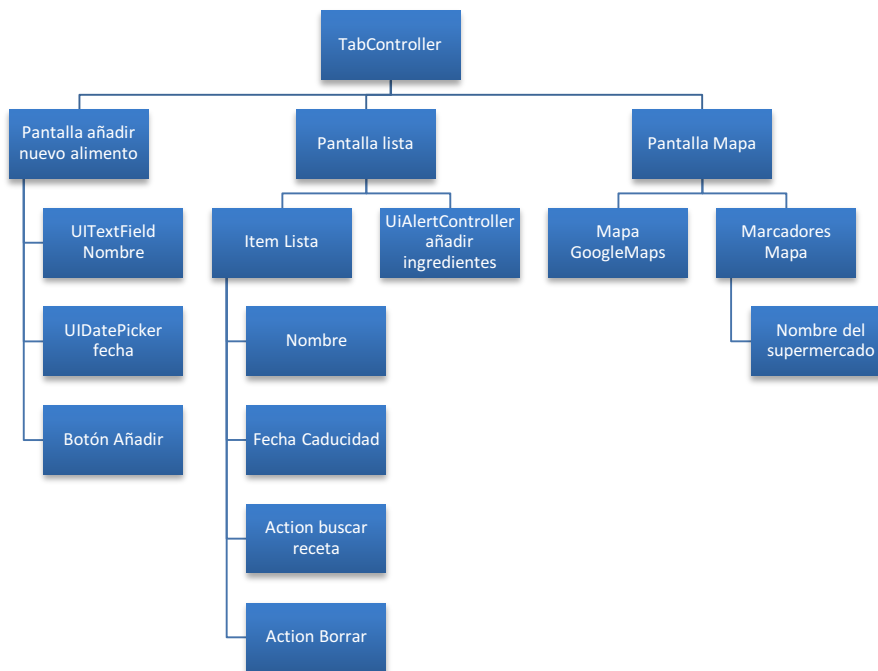 TabController
Pantalla añadir
nuevo alimento
Pantalla lista
Pantalla Mapa
UITextField
Nombre
UIDatePicker
fecha
Botón Añadir
Item Lista
UiAlertController
añadir
ingredientes
Nombre
Fecha Caducidad
Action buscar
receta
Action Borrar
Mapa
GoogleMaps
Marcadores
Mapa
Nombre del
supermercado